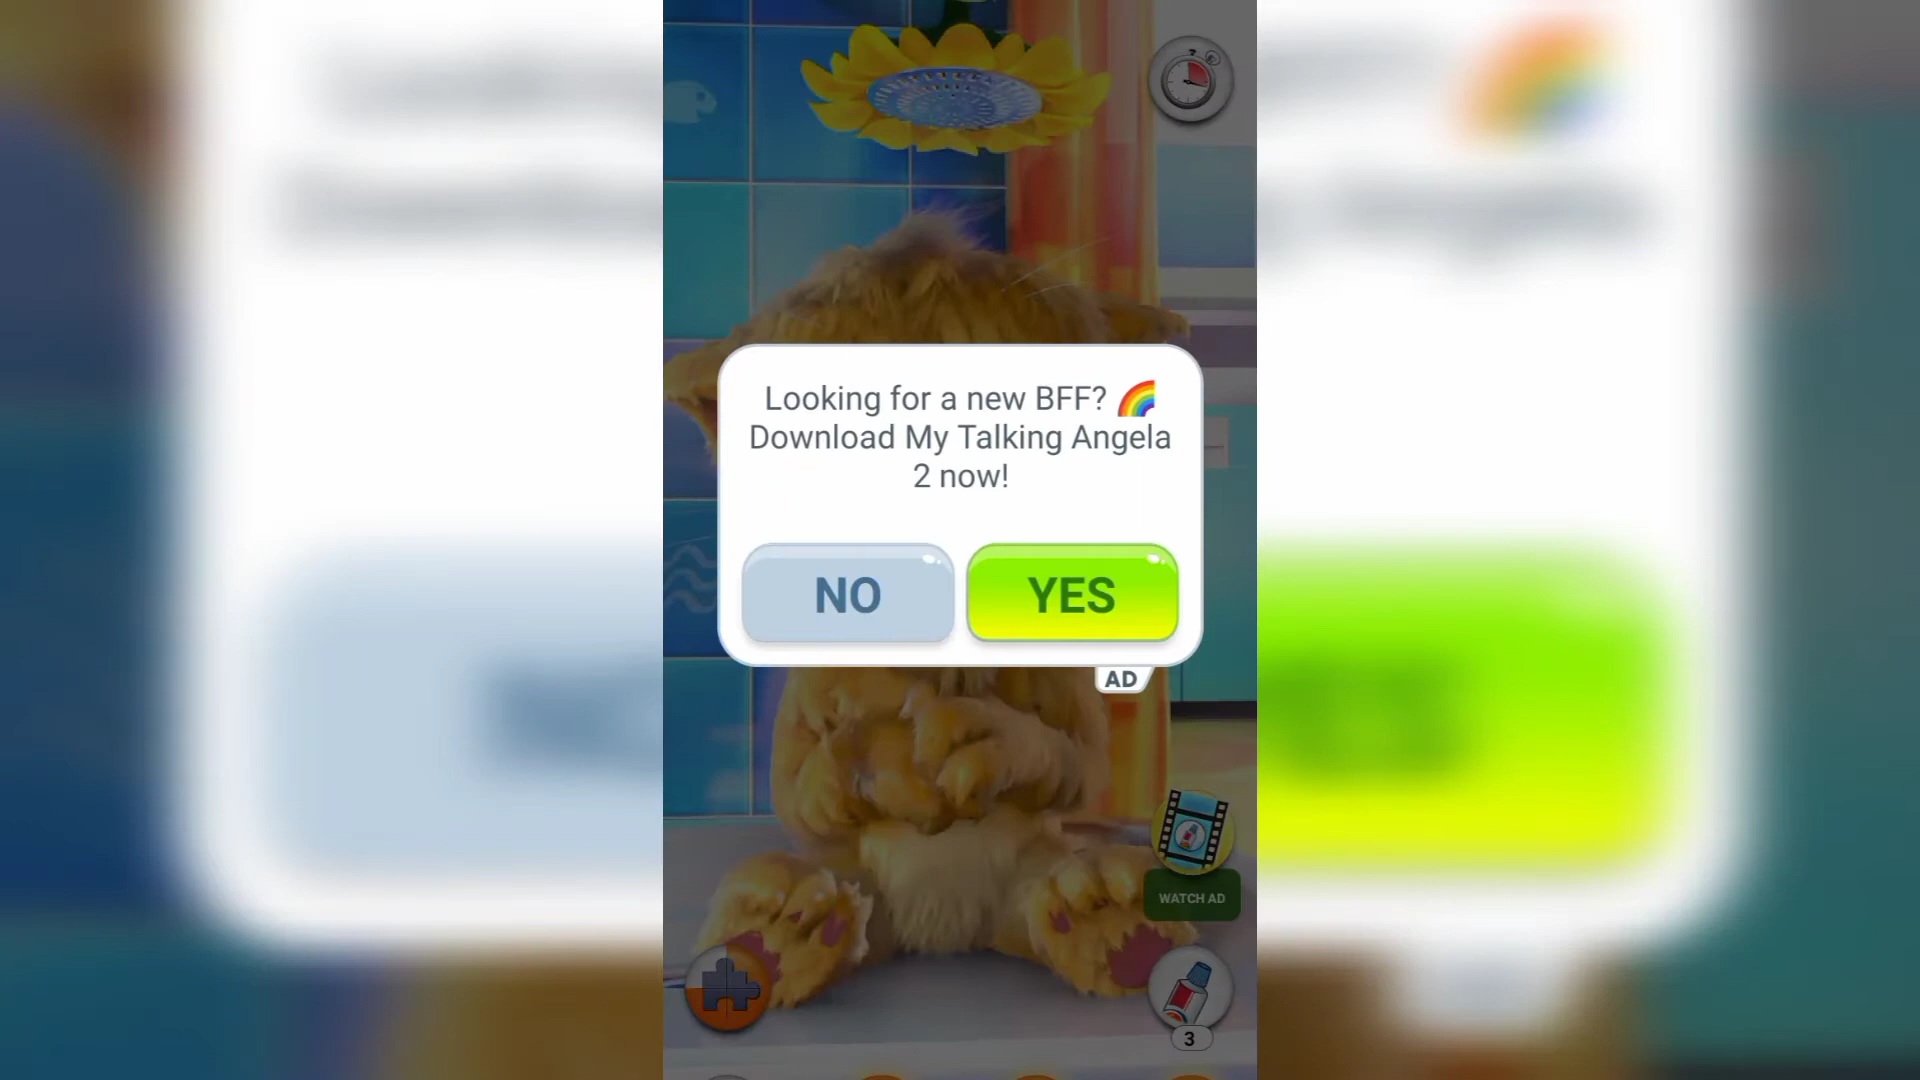 Looking for a new BFF? 🌈
Download My Talking Angela
2 now!
NO
YES
AD
WATCH AD
3